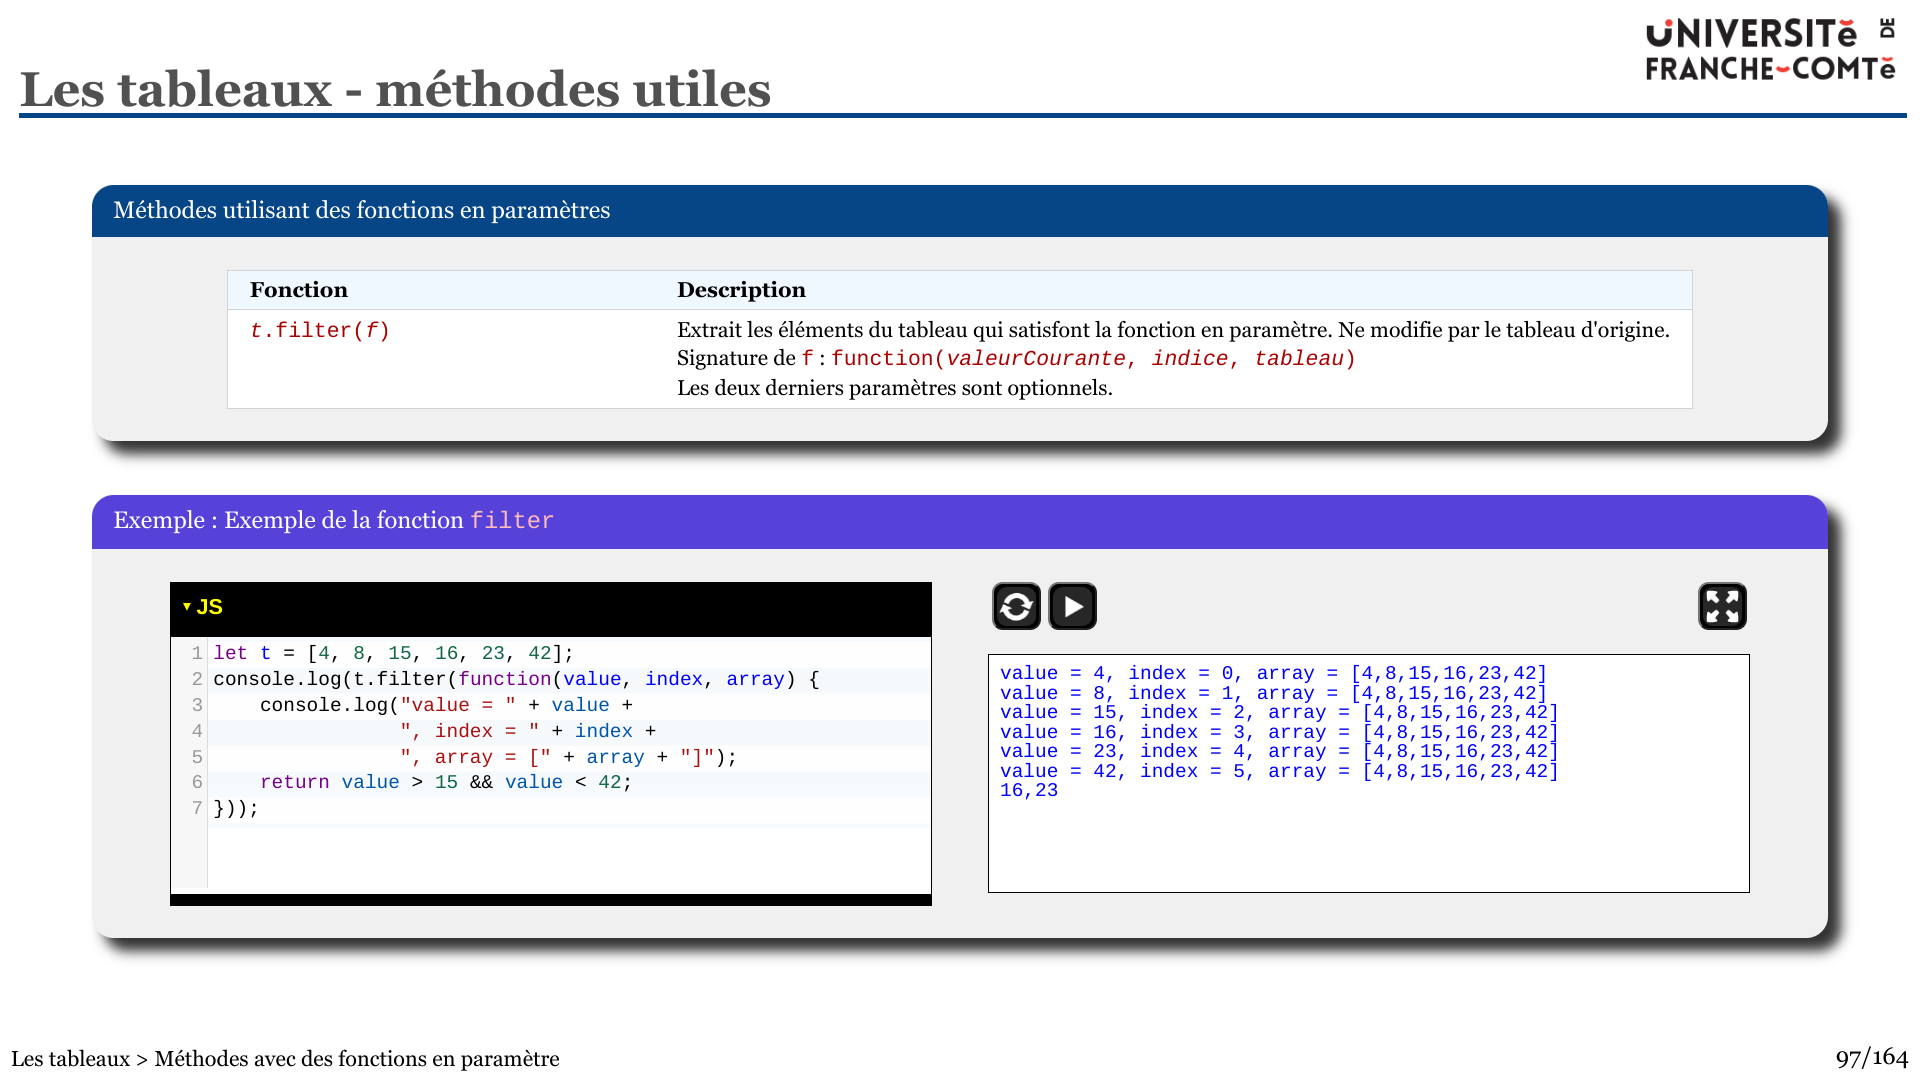 UNIVERSITé DE
FRANCHE-COMTé
Les tableaux - méthodes utiles
Méthodes utilisant des fonctions en paramètres
Fonction Description
t.filter(f) Extrait les éléments du tableau qui satisfont la fonction en paramètre. Ne modifie par le tableau d'origine.
Signature de f : function(valeurCourante, indice, tableau)
Les deux derniers paramètres sont optionnels.
Exemple : Exemple de la fonction filter
▼ JS
1 let t = [4, 8, 15, 16, 23, 42];
2 console.log(t.filter(function(value, index, array) {
3     console.log("value = " + value +
4                 ", index = " + index +
5                 ", array = [" + array + "]");
6     return value > 15 && value < 42;
7 }));
value = 4, index = 0, array = [4,8,15,16,23,42]
value = 8, index = 1, array = [4,8,15,16,23,42]
value = 15, index = 2, array = [4,8,15,16,23,42]
value = 16, index = 3, array = [4,8,15,16,23,42]
value = 23, index = 4, array = [4,8,15,16,23,42]
value = 42, index = 5, array = [4,8,15,16,23,42]
16,23
Les tableaux > Méthodes avec des fonctions en paramètre
97/164